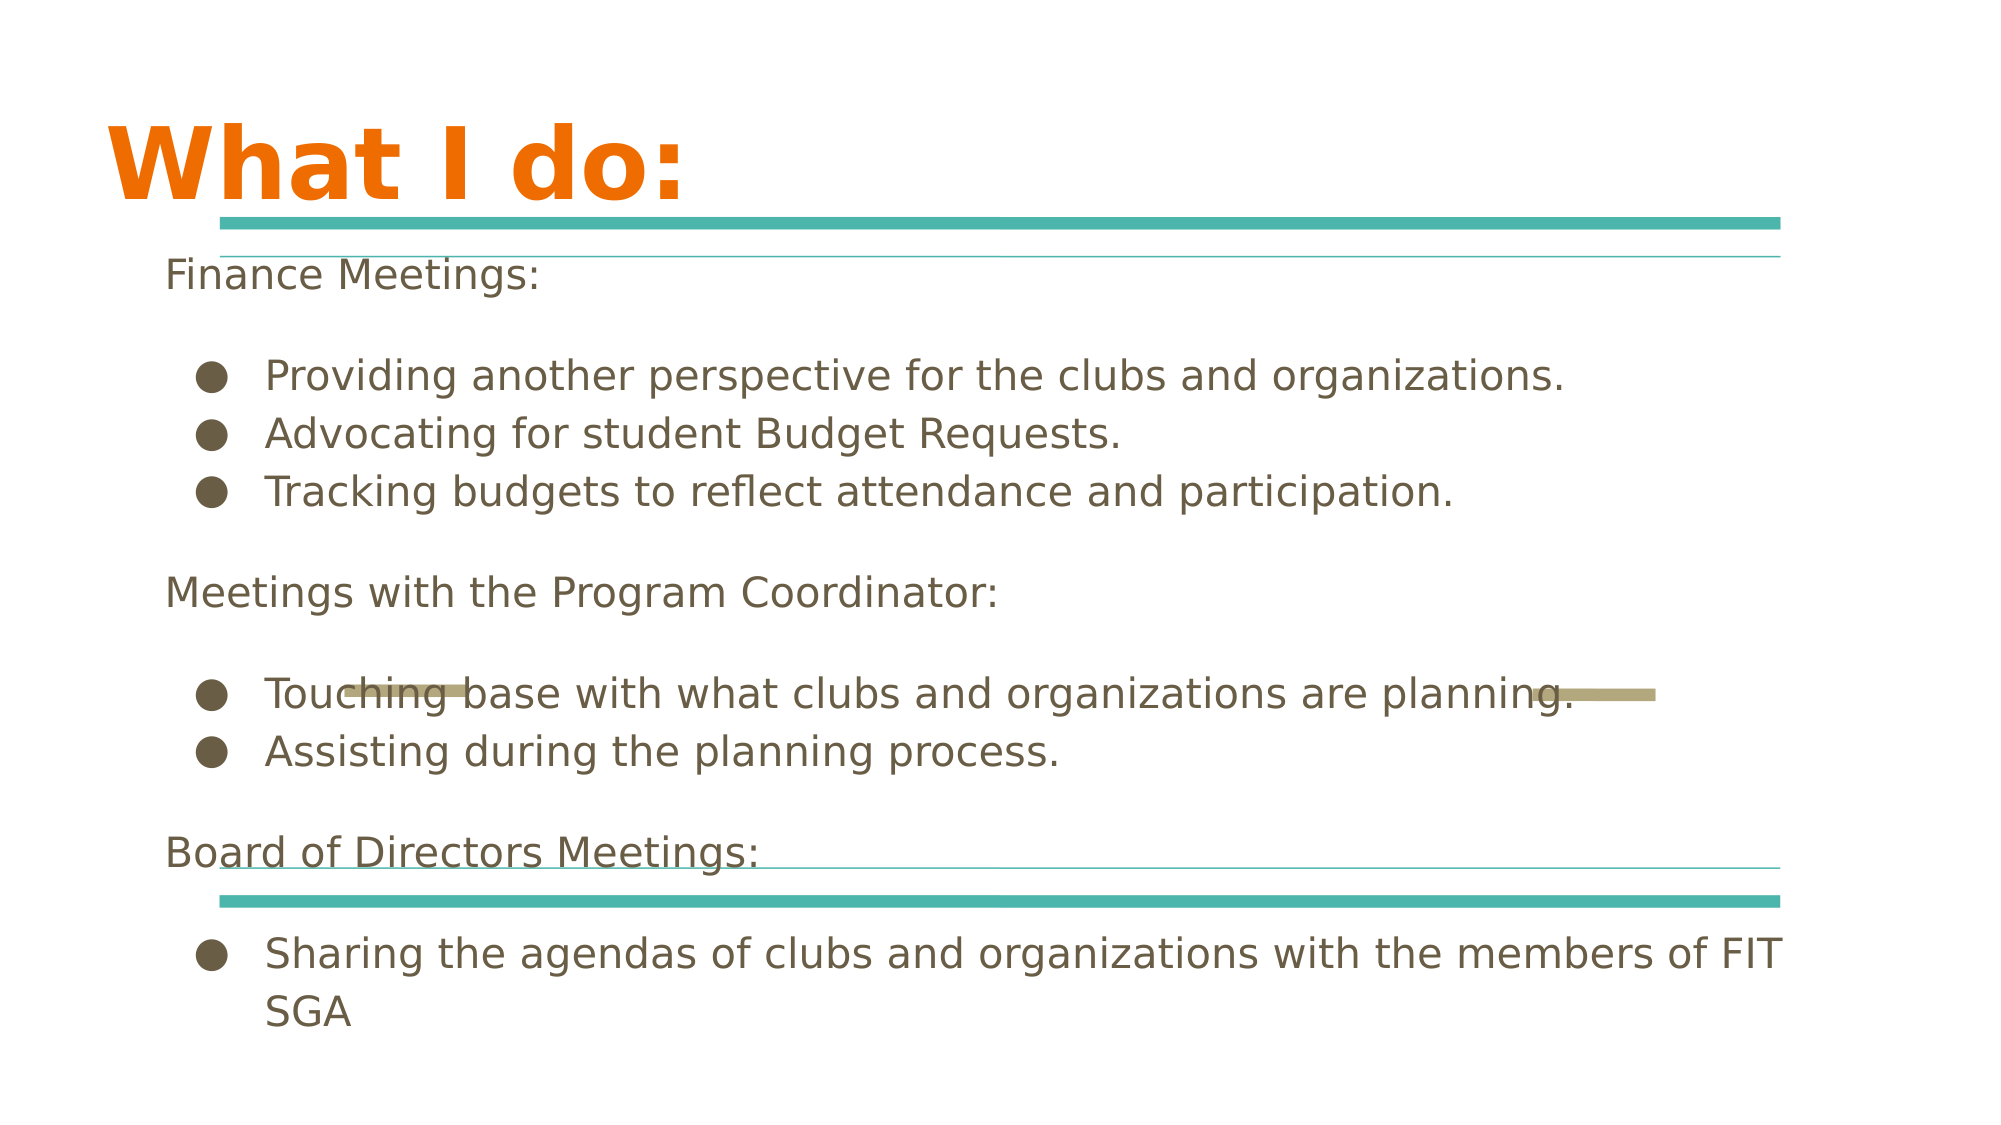 What I do:
Finance Meetings:
● Providing another perspective for the clubs and organizations.
● Advocating for student Budget Requests.
● Tracking budgets to reflect attendance and participation.
Meetings with the Program Coordinator:
● Touching base with what clubs and organizations are planning.
● Assisting during the planning process.
Board of Directors Meetings:
● Sharing the agendas of clubs and organizations with the members of FIT
SGA